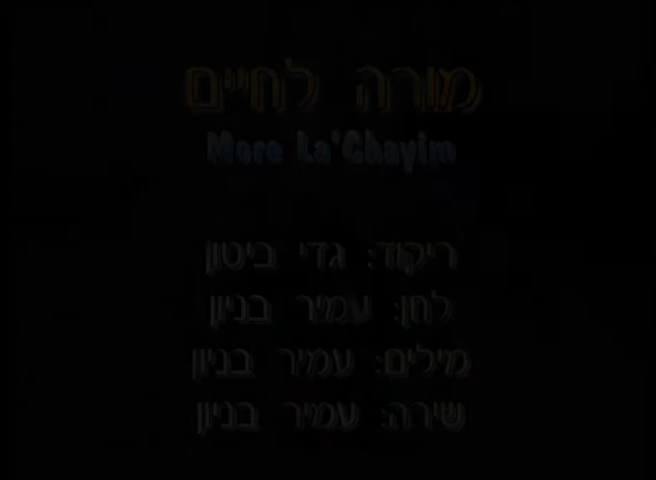 מורה לחיים
More La'Chayim
ריקוד: גדי ביטון
לחן: עמיר בניון
מילים: עמיר בניון
שירה: עמיר בניון